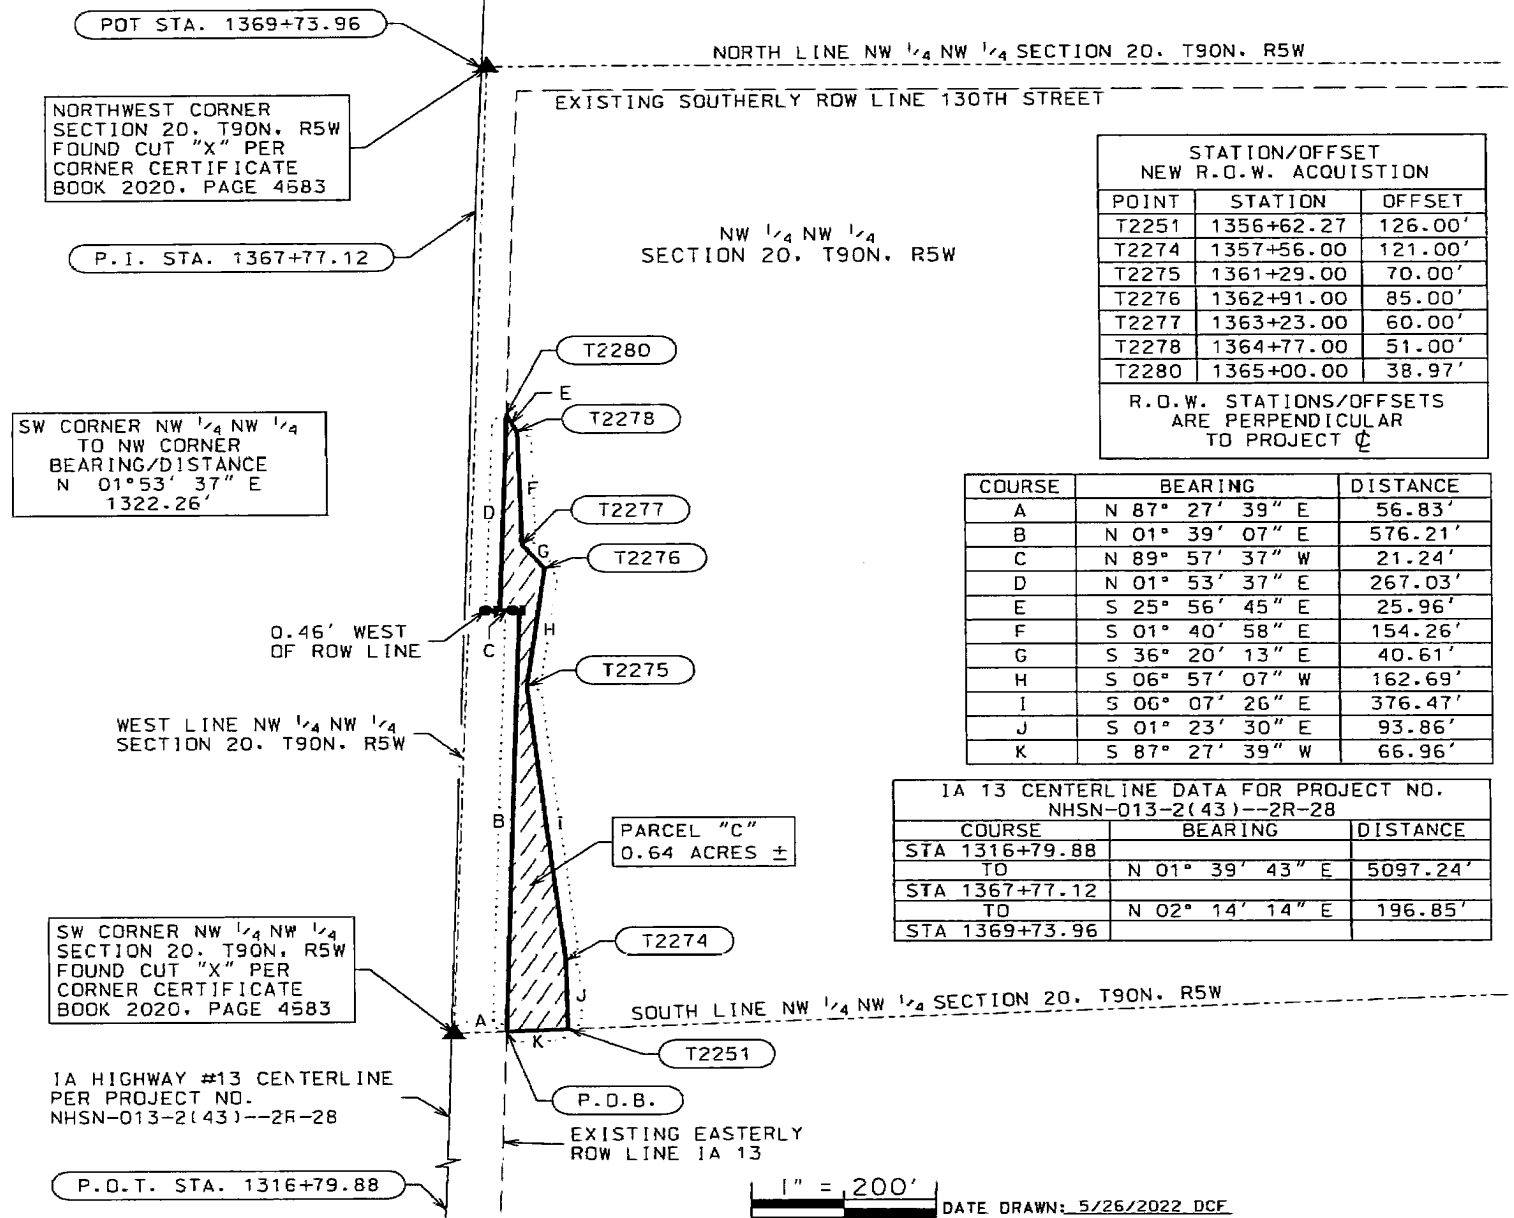 POT STA. 1369+73.96
NORTH LINE NW 1/4 NW 1/4 SECTION 20. T90N. R5W
EXISTING SOUTHERLY ROW LINE 130TH STREET
NORTHWEST CORNER
SECTION 20. T90N. R5W
FOUND CUT "X" PER
CORNER CERTIFICATE
BOOK 2020. PAGE 4583
P.I. STA. 1367+77.12
NW 1/4 NW 1/4
SECTION 20. T90N. R5W
STATION/OFFSET
NEW R.O.W. ACQUISTION
POINT STATION OFFSET
T2251 1356+62.27 126.00'
T2274 1357+56.00 121.00'
T2275 1361+29.00 70.00'
T2276 1362+91.00 85.00'
T2277 1363+23.00 60.00'
T2278 1364+77.00 51.00'
T2280 1365+00.00 38.97'
R.O.W. STATIONS/OFFSETS
ARE PERPENDICULAR
TO PROJECT ℄
T2280
E
T2278
SW CORNER NW 1/4 NW 1/4
TO NW CORNER
BEARING/DISTANCE
N 01°53' 37" E
1322.26'
F
D
T2277
G
T2276
COURSE BEARING DISTANCE
A N 87° 27' 39" E 56.83'
B N 01° 39' 07" E 576.21'
C N 89° 57' 37" W 21.24'
D N 01° 53' 37" E 267.03'
E S 25° 56' 45" E 25.96'
F S 01° 40' 58" E 154.26'
G S 36° 20' 13" E 40.61'
H S 06° 57' 07" W 162.69'
I S 06° 07' 26" E 376.47'
J S 01° 23' 30" E 93.86'
K S 87° 27' 39" W 66.96'
0.46' WEST
OF ROW LINE
C
H
T2275
WEST LINE NW 1/4 NW 1/4
SECTION 20. T90N. R5W
B
I
PARCEL "C"
0.64 ACRES ±
IA 13 CENTERLINE DATA FOR PROJECT NO.
NHSN-013-2(43)--2R-28
COURSE BEARING DISTANCE
STA 1316+79.88
TO N 01° 39' 43" E 5097.24'
STA 1367+77.12
TO N 02° 14' 14" E 196.85'
STA 1369+73.96
SW CORNER NW 1/4 NW 1/4
SECTION 20. T90N. R5W
FOUND CUT "X" PER
CORNER CERTIFICATE
BOOK 2020. PAGE 4583
T2274
J
SOUTH LINE NW 1/4 NW 1/4 SECTION 20. T90N. R5W
A
K
T2251
P.O.B.
IA HIGHWAY #13 CENTERLINE
PER PROJECT NO.
NHSN-013-2(43)--2R-28
EXISTING EASTERLY
ROW LINE IA 13
P.O.T. STA. 1316+79.88
1" = 200'
DATE DRAWN: 5/26/2022 DCF